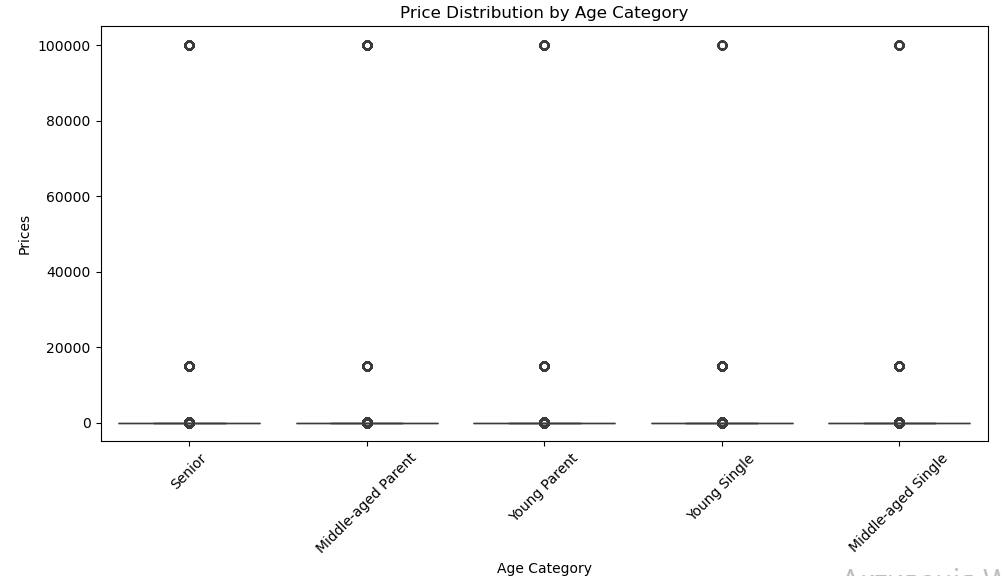 Price Distribution by Age Category
100000
80000
60000
40000
20000
0
Prices
Senior
Middle-aged Parent
Young Parent
Young Single
Middle-aged Single
Age Category